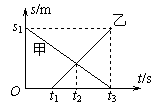 s/m
s₁
甲
乙
O
t₁
t₂
t₃
t/s